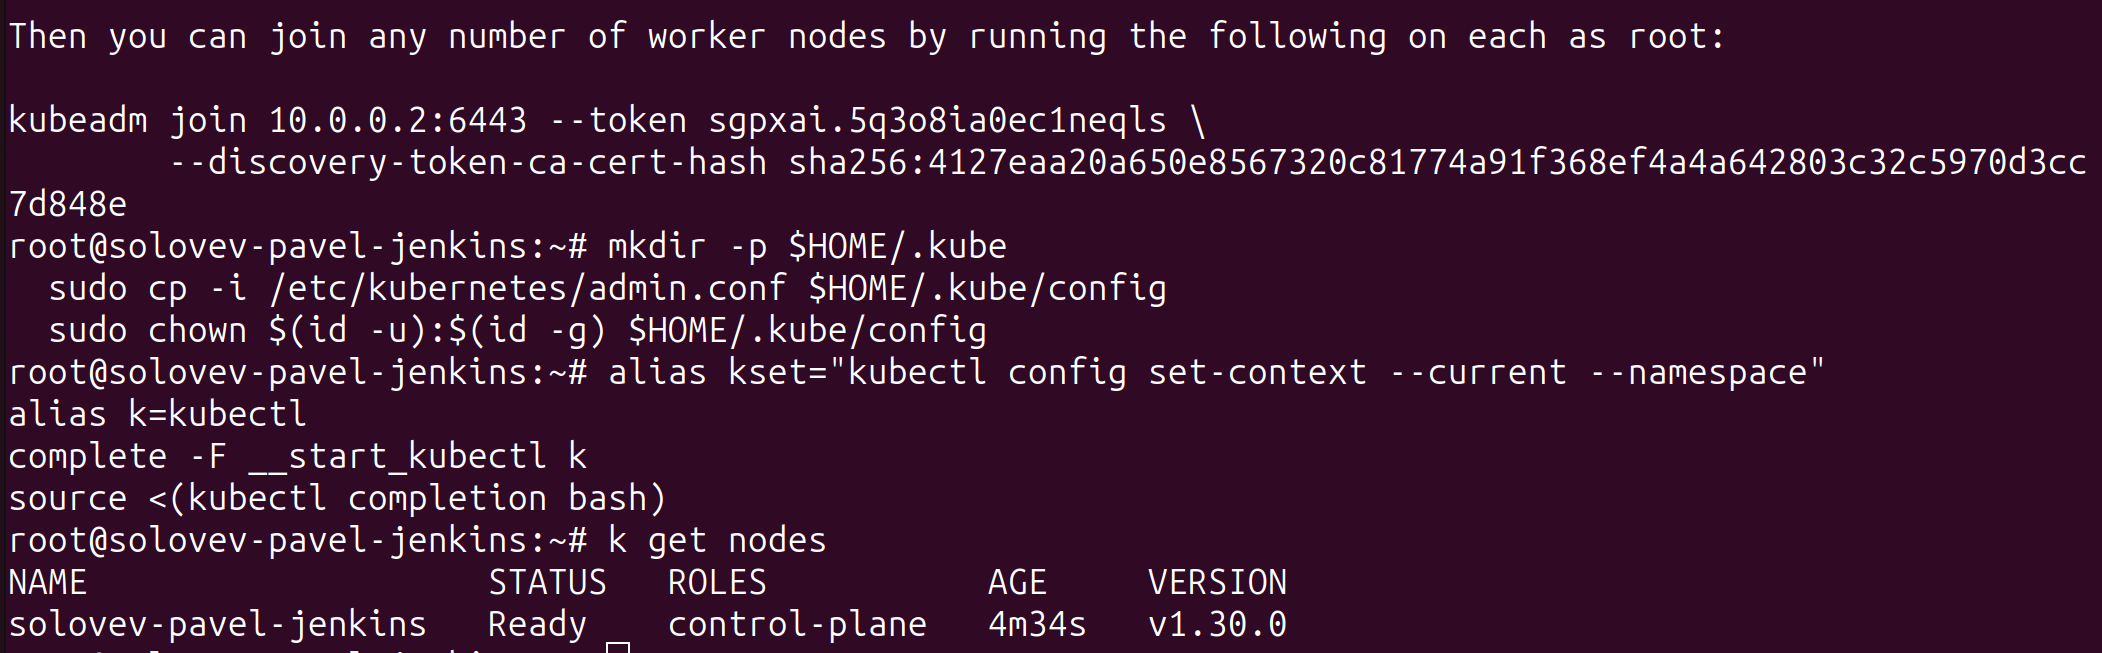 Then you can join any number of worker nodes by running the following on each as root:
kubeadm join 10.0.0.2:6443 --token sgpxai.5q3o8ia0ec1neqls \
--discovery-token-ca-cert-hash sha256:4127eaa20a650e8567320c81774a91f368ef4a4a642803c32c5970d3cc
7d848e
root@solovev-pavel-jenkins:~# mkdir -p $HOME/.kube
sudo cp -i /etc/kubernetes/admin.conf $HOME/.kube/config
sudo chown $(id -u):$(id -g) $HOME/.kube/config
root@solovev-pavel-jenkins:~# alias kset="kubectl config set-context --current --namespace"
alias k=kubectl
complete -F __start_kubectl k
source <(kubectl completion bash)
root@solovev-pavel-jenkins:~# k get nodes
NAME STATUS ROLES AGE VERSION
solovev-pavel-jenkins Ready control-plane 4m34s v1.30.0